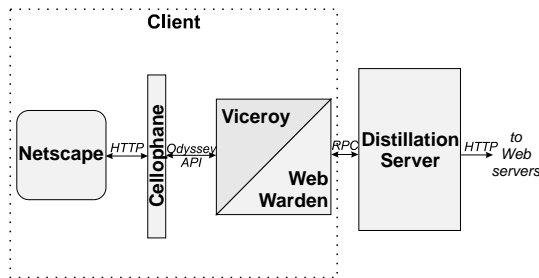 Client
Netscape
HTTP
Cellophane
Odyssey
API
Viceroy
Web
Warden
RPC
Distillation
Server
HTTP
to
Web
servers